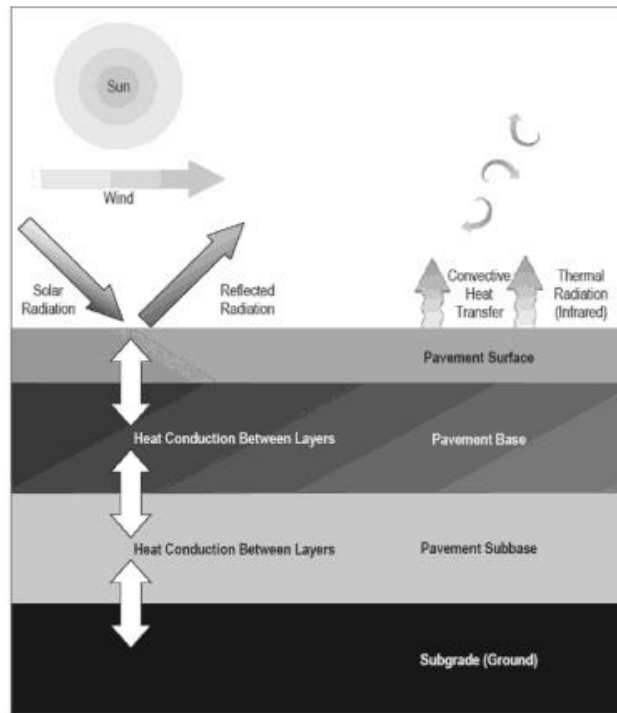 Sun
Wind
Solar
Radiation
Reflected
Radiation
Convective
Heat
Transfer
Thermal
Radiation
(Infrared)
Pavement Surface
Heat Conduction Between Layers
Pavement Base
Heat Conduction Between Layers
Pavement Subbase
Subgrade (Ground)